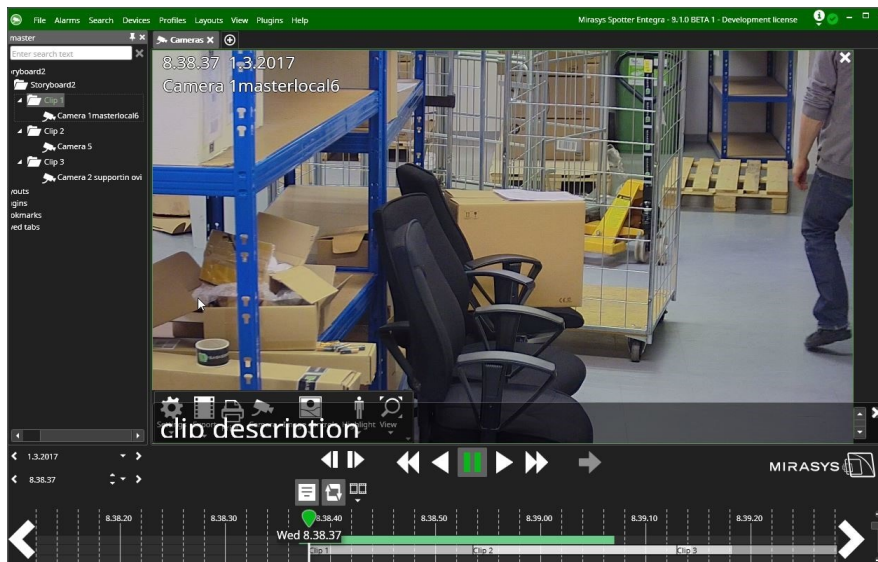 File Alarms Search Devices Profiles Layouts View Plugins Help
Mirasys Spotter Entegra - 9.1.0 BETA 1 - Development license
master
Cameras
Enter search text
ryboard2
Storyboard2
Clip 1
Camera 1masterlocal6
Clip 2
Camera 5
Clip 3
Camera 2 supportin ovi
youts
gins
okmarks
ved tabs
8.38.37 1.3.2017
Camera 1masterlocal6
Highlight View
clip description
1.3.2017
8.38.37
MIRASYS
8.38.20 8.38.30 8.38.40 8.38.50 8.39.00 8.39.10 8.39.20
Wed 8.38.37
Clip 1 Clip 2 Clip 3